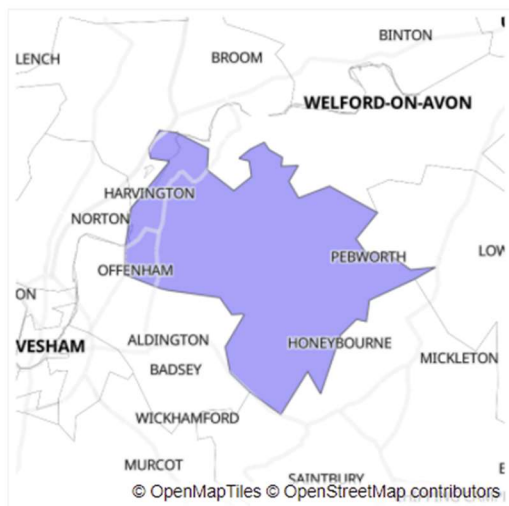 BINTON
LENCH
BROOM
WELFORD-ON-AVON
HARVINGTON
NORTON
PEBWORTH
LOW
OFFENHAM
ON
ALDINGTON
HONEYBOURNE
VESHAM
MICKLETON
BADSEY
WICKHAMFORD
MURCOT
SAINTBURY
© OpenMapTiles © OpenStreetMap contributors